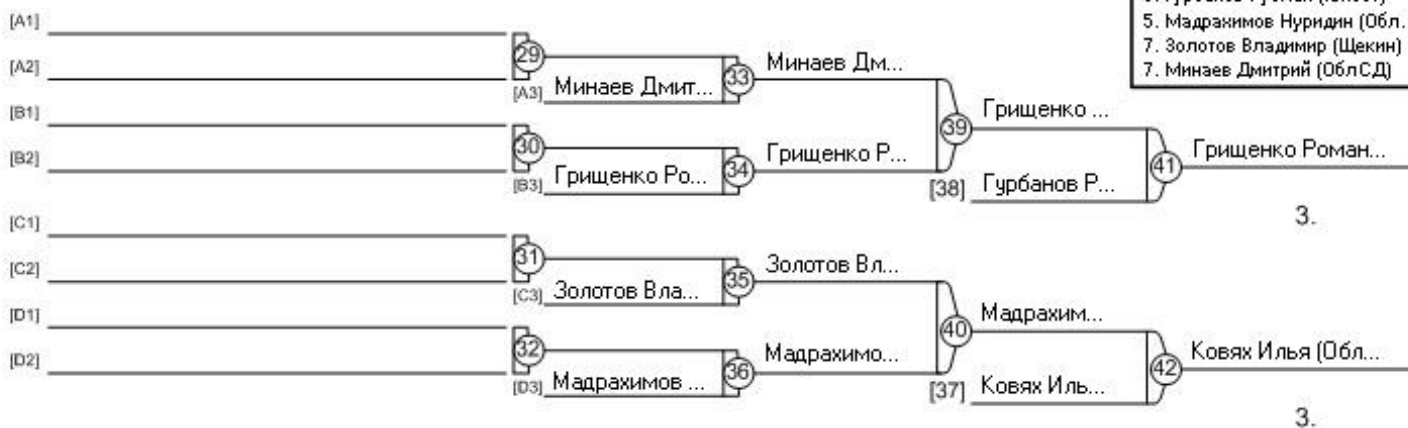 5. Мадрахимов Нуридин (Обл.
7. Золотов Владимир (Щекин)
7. Минаев Дмитрий (ОблСД)
[A1]
[A2]
29
[A3] Минаев Дмит...
33
Минаев Дм...
[B1]
[B2]
30
[B3] Грищенко Ро...
34
Грищенко Р...
39
Грищенко ...
[38] Гурбанов Р...
41
Грищенко Роман...
3.
[C1]
[C2]
31
[C3] Золотов Вла...
35
Золотов Вл...
[D1]
[D2]
32
[D3] Мадрахимов ...
36
Мадрахимо...
40
Мадрахим...
[37] Ковях Иль...
42
Ковях Илья (Обл...
3.